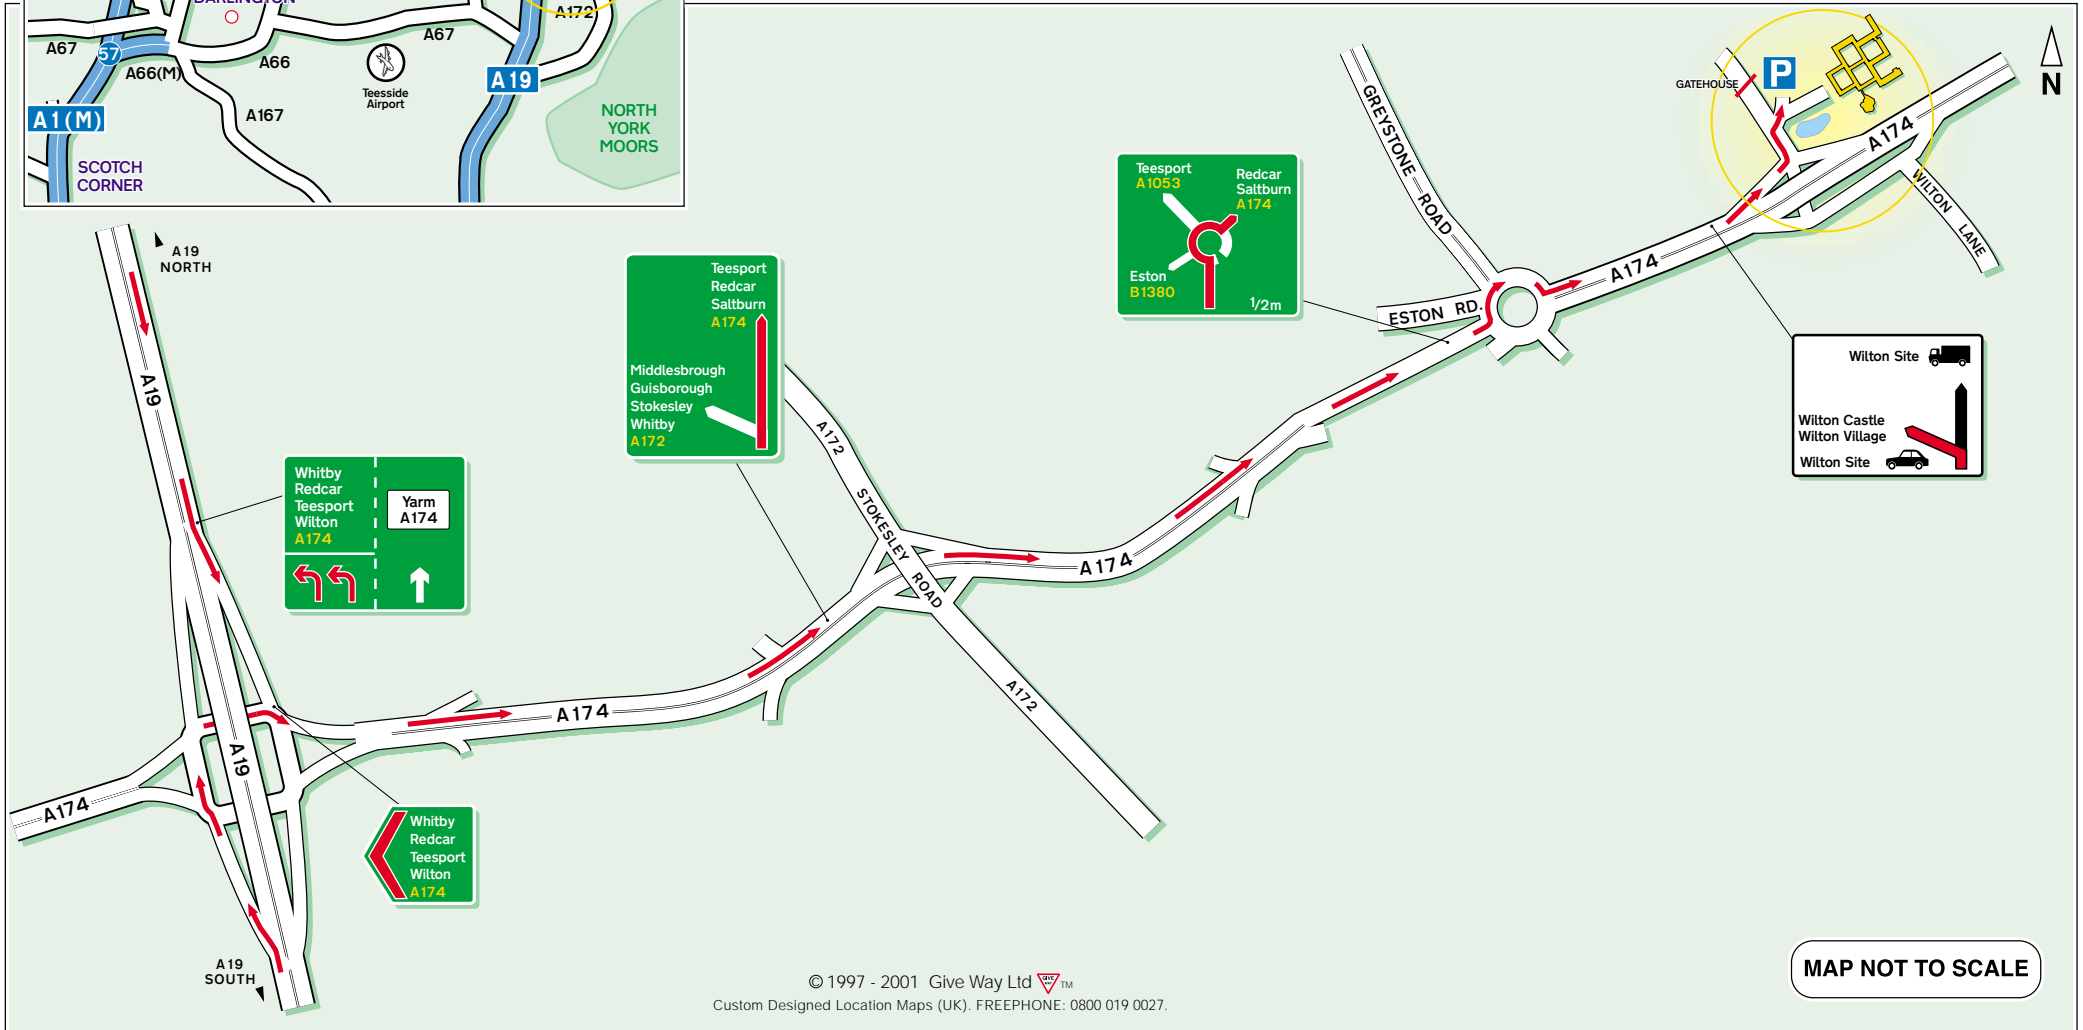 DARLINGTON
A172
A67
57
A66(M)
A66
A67
Teesside
Airport
A19
A1(M)
A167
NORTH
YORK
MOORS
SCOTCH
CORNER
GATEHOUSE
P
N
A174
WILTON
LANE
GREYSTONE
ROAD
Teesport
A1053
Redcar
Saltburn
A174
Eston
B1380
1/2m
A174
ESTON RD.
A19
NORTH
Teesport
Redcar
Saltburn
A174
Middlesbrough
Guisborough
Stokesley
Whitby
A172
Wilton Site
Wilton Castle
Wilton Village
Wilton Site
A19
A172
STOKESLEY
ROAD
A172
Whitby
Redcar
Teesport
Wilton
A174
Yarm
A174
A174
A174
A19
A174
Whitby
Redcar
Teesport
Wilton
A174
A19
SOUTH
© 1997 - 2001 Give Way Ltd GIVE WAY TM
Custom Designed Location Maps (UK). FREEPHONE: 0800 019 0027.
MAP NOT TO SCALE